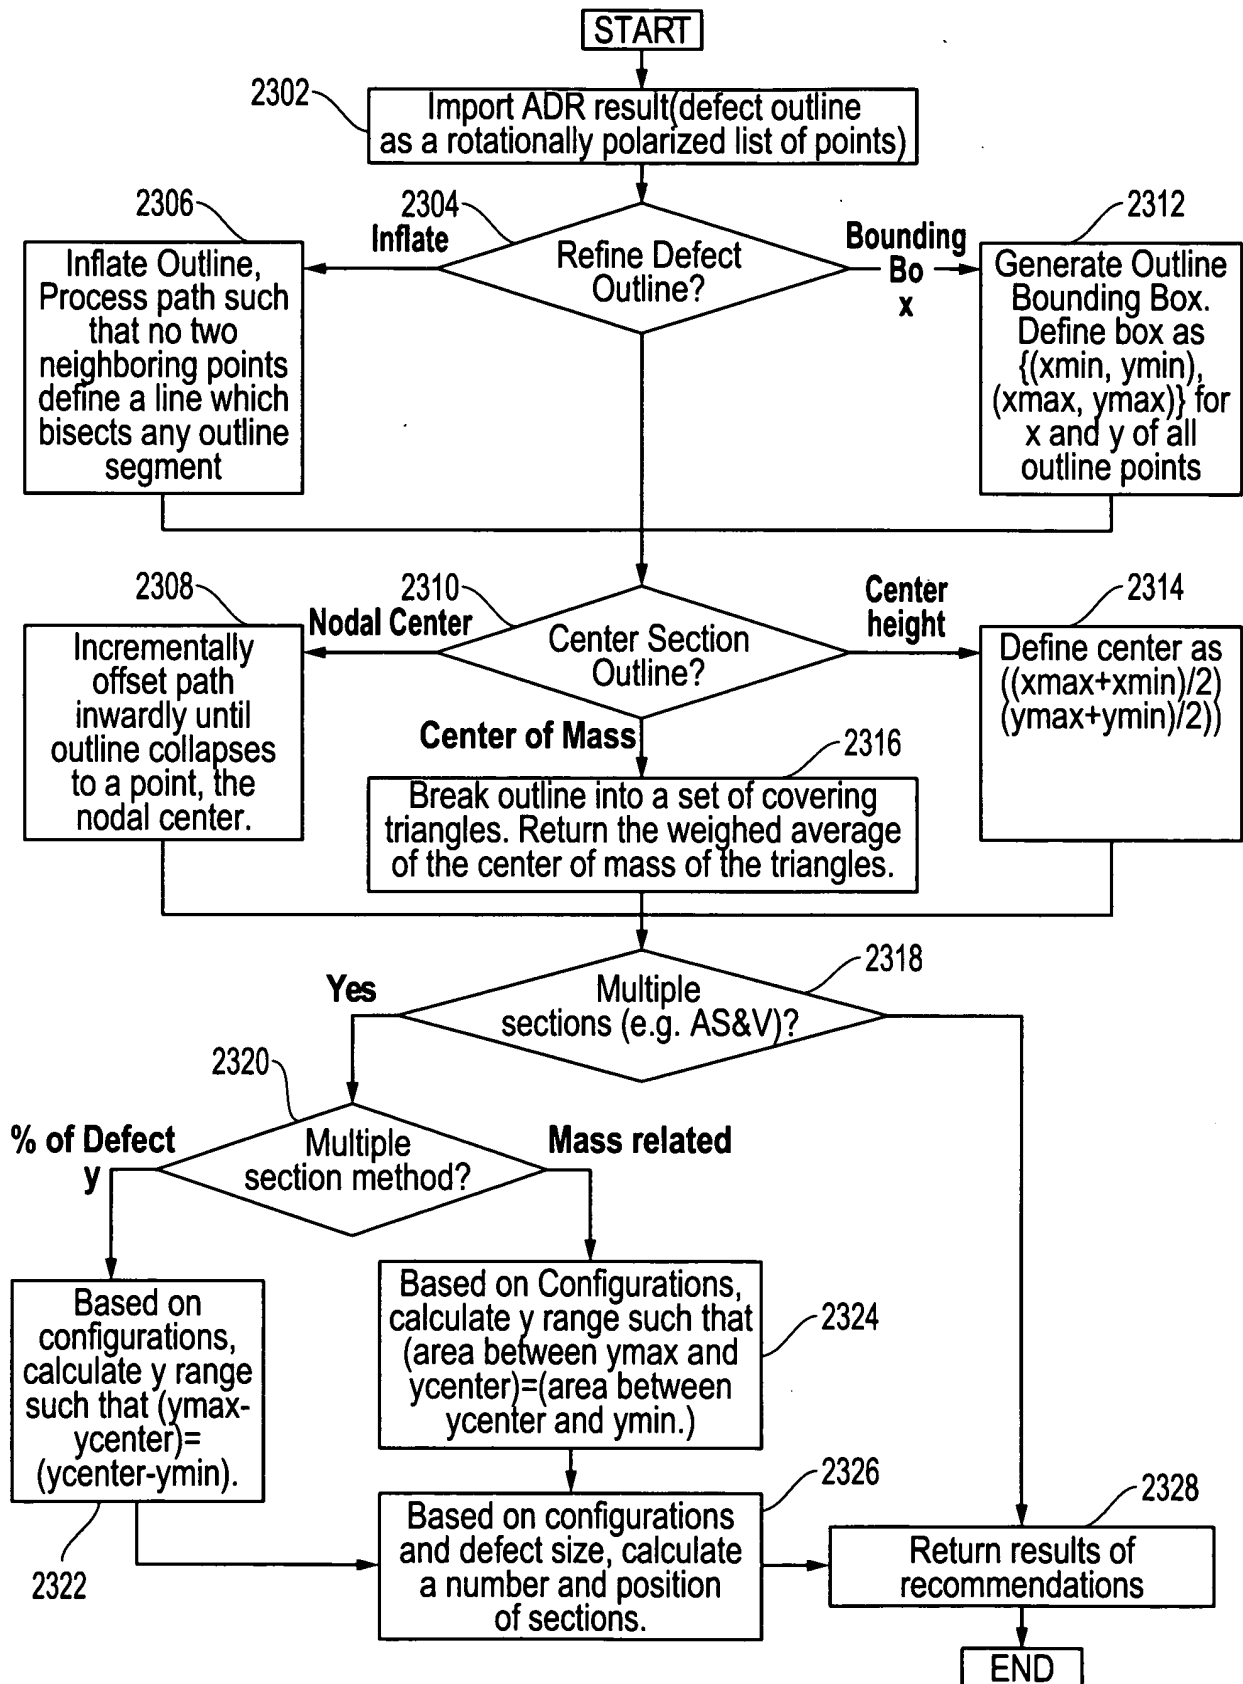 START
2302
Import ADR result(defect outline
as a rotationally polarized list of points)
2306
2304
2312
Inflate
Bounding
Bo
x
Refine Defect
Outline?
Inflate Outline,
Process path such
that no two
neighboring points
define a line which
bisects any outline
segment
Generate Outline
Bounding Box.
Define box as
{(xmin, ymin),
(xmax, ymax)} for
x and y of all
outline points
2308
2310
2314
Nodal Center
Center
height
Center Section
Outline?
Incrementally
offset path
inwardly until
outline collapses
to a point, the
nodal center.
Define center as
((xmax+xmin)/2)
(ymax+ymin)/2))
Center of Mass
2316
Break outline into a set of covering
triangles. Return the weighed average
of the center of mass of the triangles.
2318
Yes
Multiple
sections (e.g. AS&V)?
2320
% of Defect
y
Multiple
section method?
Mass related
Based on
configurations,
calculate y range
such that (ymax-
ycenter)=
(ycenter-ymin).
2322
Based on Configurations,
calculate y range such that
(area between ymax and
ycenter)=(area between
ycenter and ymin.)
2324
2326
Based on configurations
and defect size, calculate
a number and position
of sections.
2328
Return results of
recommendations
END